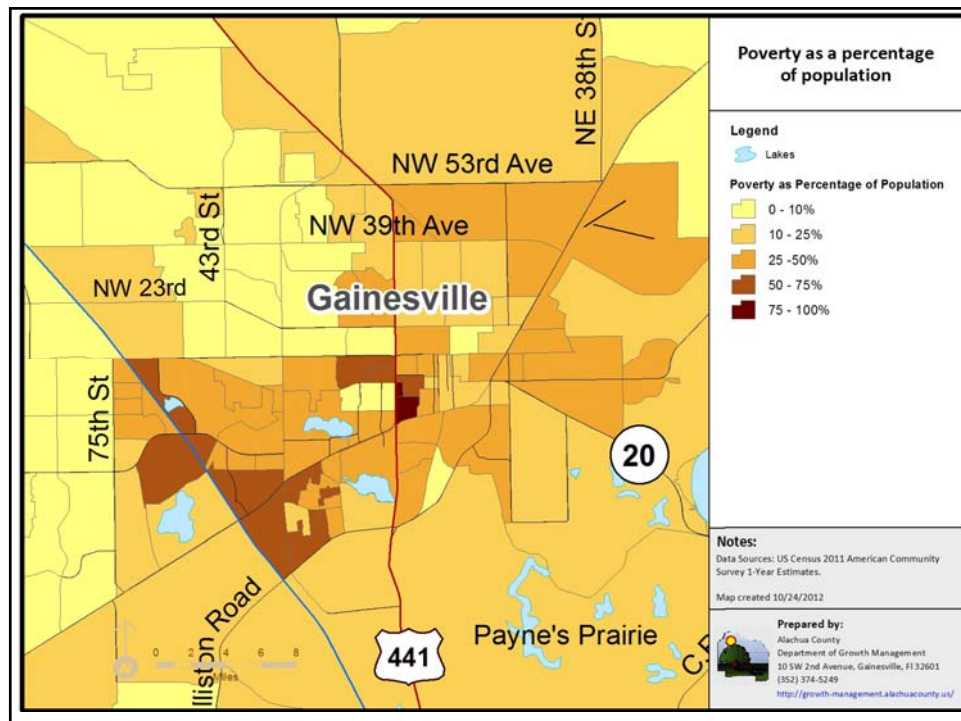 Poverty as a percentage
of population
Legend
Lakes
Poverty as Percentage of Population
0 - 10%
10 - 25%
25 -50%
50 - 75%
75 - 100%
NE 38th St
NW 53rd Ave
43rd St
NW 39th Ave
NW 23rd
Gainesville
75th St
20
lliston Road
0 2 4 6 8
Miles
441
Payne's Prairie
Notes:
Data Sources: US Census 2011 American Community
Survey 1-Year Estimates.
Map created 10/24/2012
Prepared by:
Alachua County
Department of Growth Management
10 SW 2nd Avenue, Gainesville, Fl 32601
(352) 374-5249
http://growth-management.alachuacounty.us/